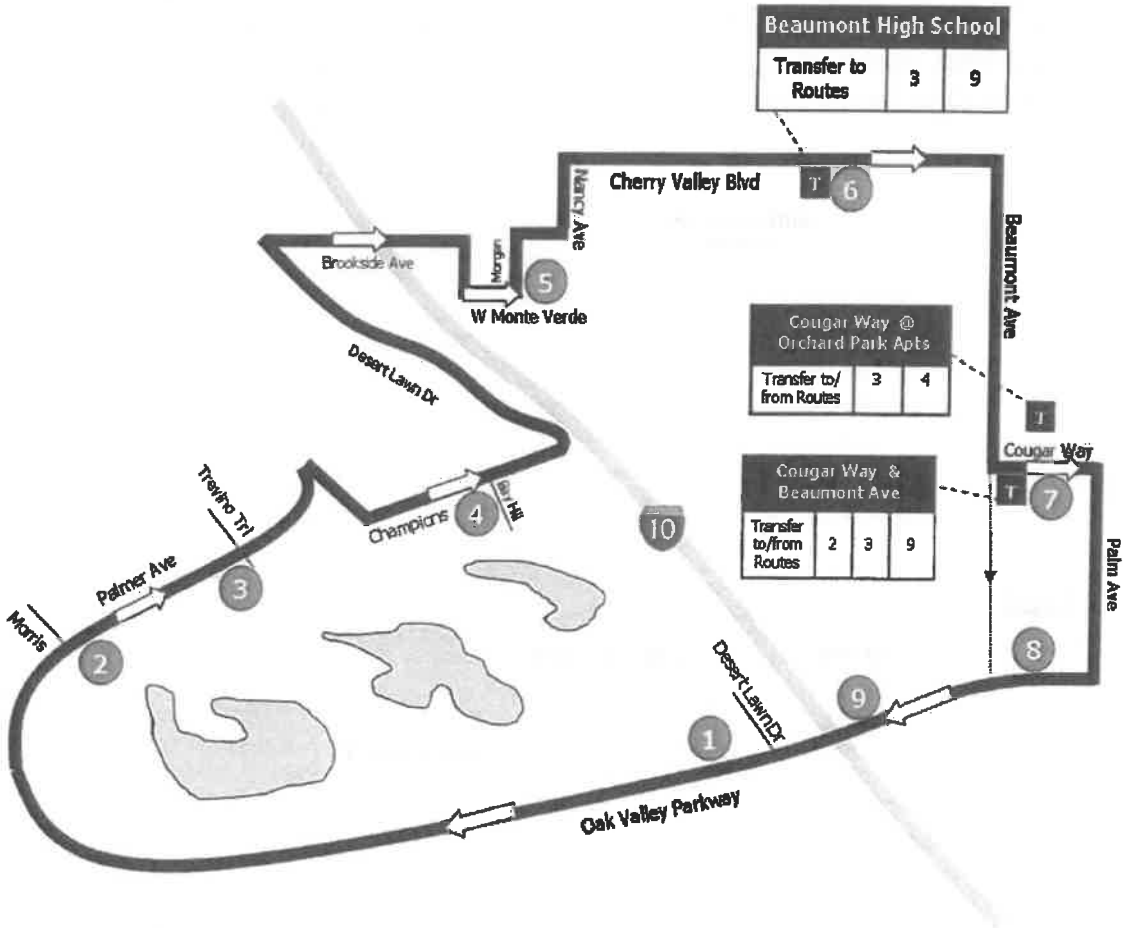 Beaumont High School
Transfer to
Routes
3
9
Cherry Valley Blvd
T
6
Nancy Ave
Beaumont Ave
Brookside Ave
Morgan
5
W Monte Verde
Desert Lawn Dr
Cougar Way @
Orchard Park Apts
Transfer to/
from Routes
3
4
T
Cougar Way
Cougar Way &
Beaumont Ave
Transfer
to/from
Routes
2
3
9
T
7
Trevino Trl
Champions
4
Hill
10
Palm Ave
Palmer Ave
3
Morris
2
8
Desert Lawn Dr
9
1
Oak Valley Parkway